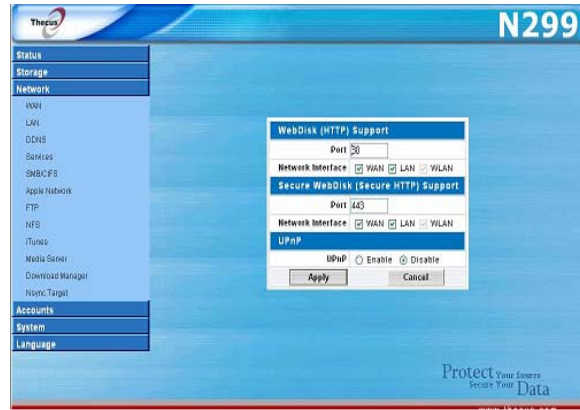 Thecus
N299
Status
Storage
Network
WAN
LAN
DDNS
Services
SMB/CIFS
Apple Network
FTP
NFS
iTunes
Media Server
Download Manager
Nsync Target
Accounts
System
Language
WebDisk (HTTP) Support
Port
Network Interface WAN LAN WLAN
Secure WebDisk (Secure HTTP) Support
Port 443
Network Interface WAN LAN WLAN
UPnP
UPnP Enable Disable
Apply Cancel
Protect Your Source
Secure Your Data